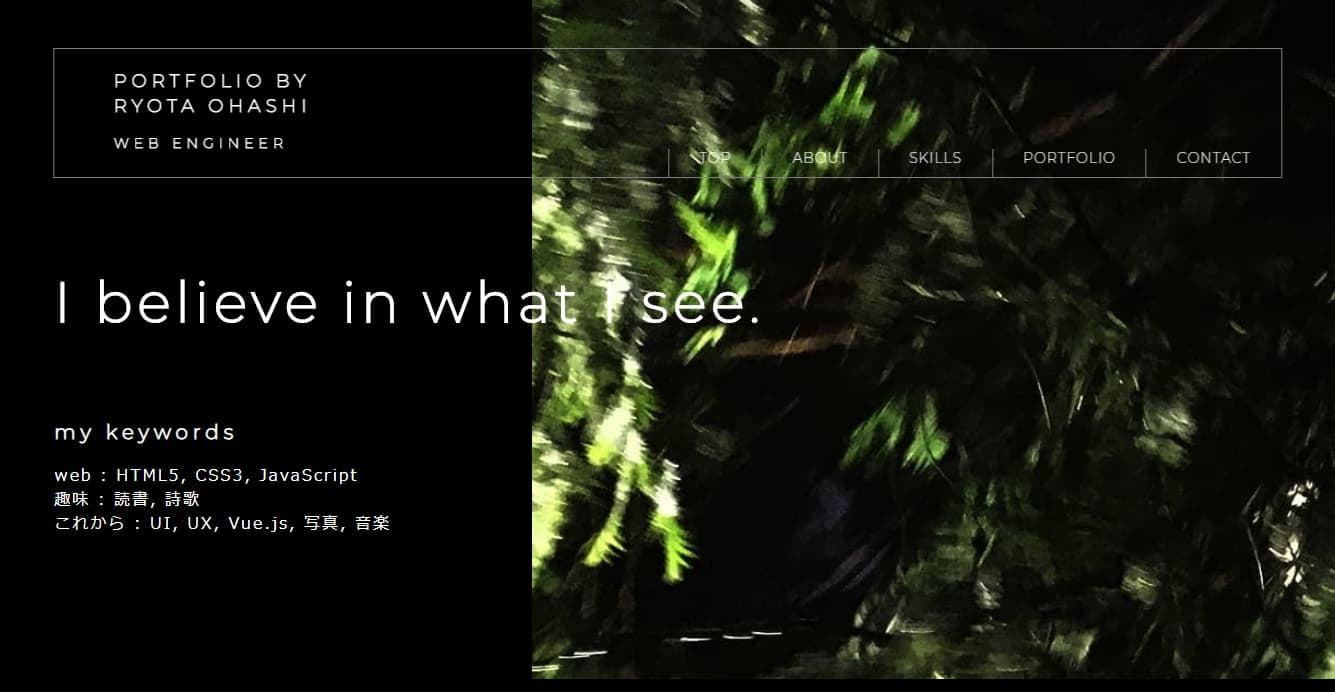 PORTFOLIO BY
RYOTA OHASHI
WEB ENGINEER
TOP ABOUT SKILLS PORTFOLIO CONTACT
I believe in what I see.
my keywords
web : HTML5, CSS3, JavaScript
趣味 : 読書, 詩歌
これから : UI, UX, Vue.js, 写真, 音楽